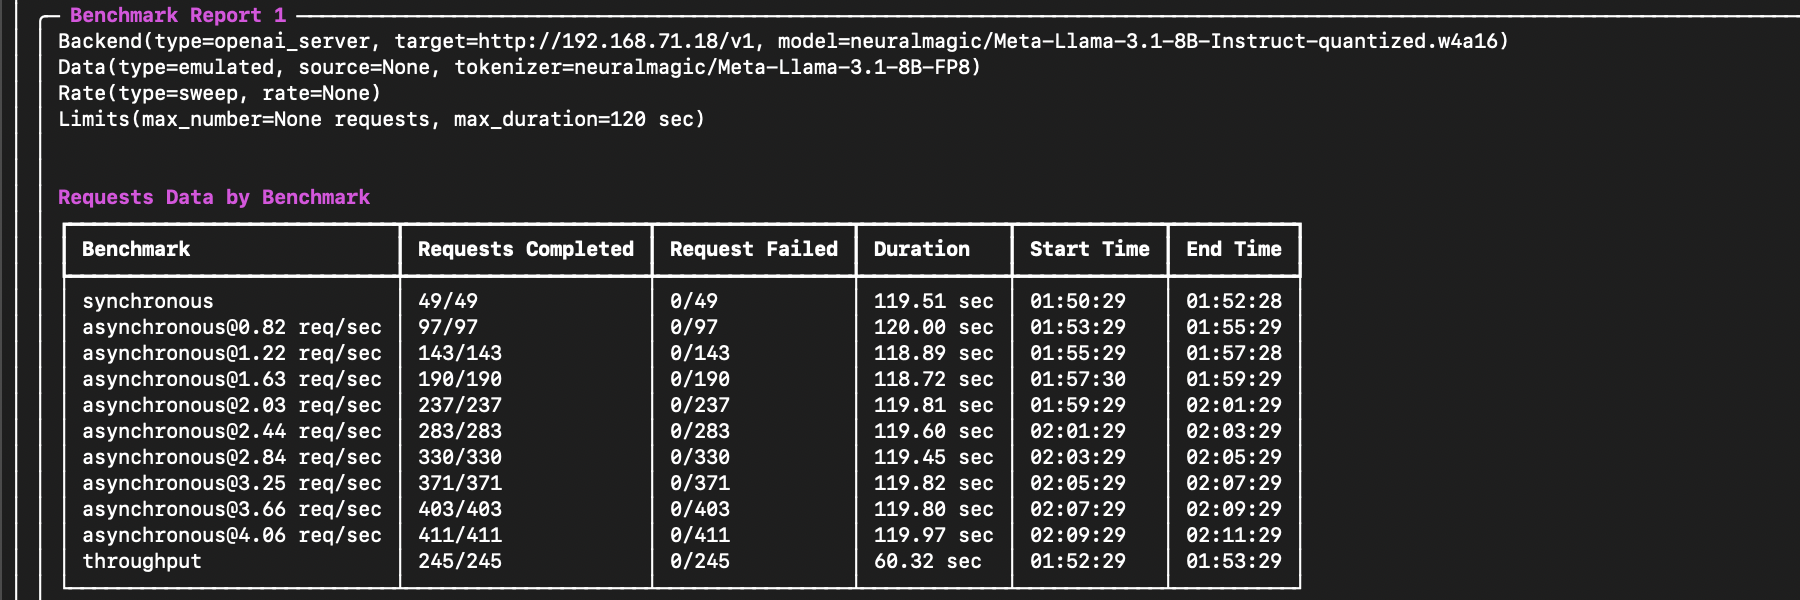 Benchmark Report 1
Backend(type=openai_server, target=http://192.168.71.18/v1, model=neuralmagic/Meta-Llama-3.1-8B-Instruct-quantized.w4a16)
Data(type=emulated, source=None, tokenizer=neuralmagic/Meta-Llama-3.1-8B-FP8)
Rate(type=sweep, rate=None)
Limits(max_number=None requests, max_duration=120 sec)
Requests Data by Benchmark
Benchmark Requests Completed Request Failed Duration Start Time End Time
synchronous 49/49 0/49 119.51 sec 01:50:29 01:52:28
asynchronous@0.82 req/sec 97/97 0/97 120.00 sec 01:53:29 01:55:29
asynchronous@1.22 req/sec 143/143 0/143 118.89 sec 01:55:29 01:57:28
asynchronous@1.63 req/sec 190/190 0/190 118.72 sec 01:57:30 01:59:29
asynchronous@2.03 req/sec 237/237 0/237 119.81 sec 01:59:29 02:01:29
asynchronous@2.44 req/sec 283/283 0/283 119.60 sec 02:01:29 02:03:29
asynchronous@2.84 req/sec 330/330 0/330 119.45 sec 02:03:29 02:05:29
asynchronous@3.25 req/sec 371/371 0/371 119.82 sec 02:05:29 02:07:29
asynchronous@3.66 req/sec 403/403 0/403 119.80 sec 02:07:29 02:09:29
asynchronous@4.06 req/sec 411/411 0/411 119.97 sec 02:09:29 02:11:29
throughput 245/245 0/245 60.32 sec 01:52:29 01:53:29